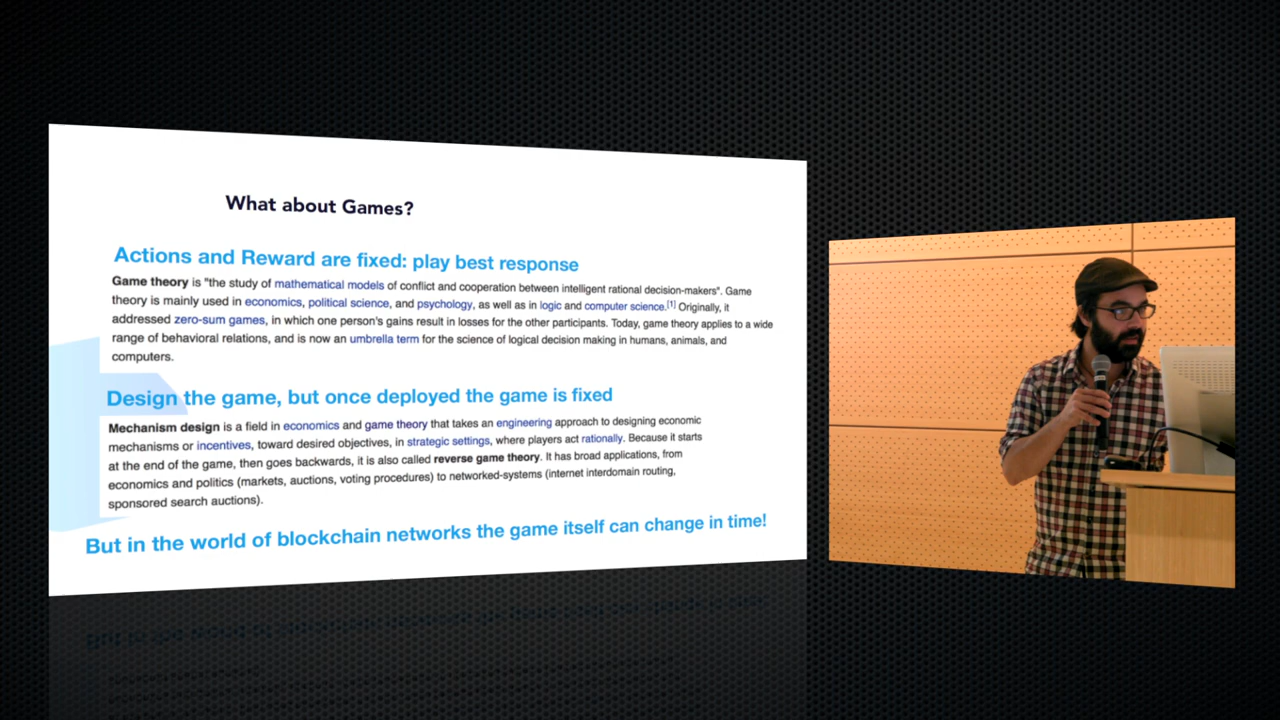 What about Games?
Actions and Reward are fixed: play best response
Game theory is "the study of mathematical models of conflict and cooperation between intelligent rational decision-makers". Game
theory is mainly used in economics, political science, and psychology, as well as in logic and computer science.[1] Originally, it
addressed zero-sum games, in which one person's gains result in losses for the other participants. Today, game theory applies to a wide
range of behavioral relations, and is now an umbrella term for the science of logical decision making in humans, animals, and
computers.
Design the game, but once deployed the game is fixed
Mechanism design is a field in economics and game theory that takes an engineering approach to designing economic
mechanisms or incentives, toward desired objectives, in strategic settings, where players act rationally. Because it starts
at the end of the game, then goes backwards, it is also called reverse game theory. It has broad applications, from
economics and politics (markets, auctions, voting procedures) to networked-systems (internet interdomain routing,
sponsored search auctions).
But in the world of blockchain networks the game itself can change in time!